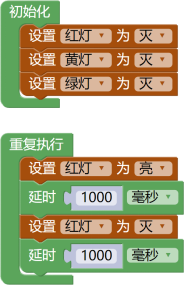 初始化
设置 红灯 为 灭
设置 黄灯 为 灭
设置 绿灯 为 灭
重复执行
设置 红灯 为 亮
延时 1000 毫秒
设置 红灯 为 灭
延时 1000 毫秒